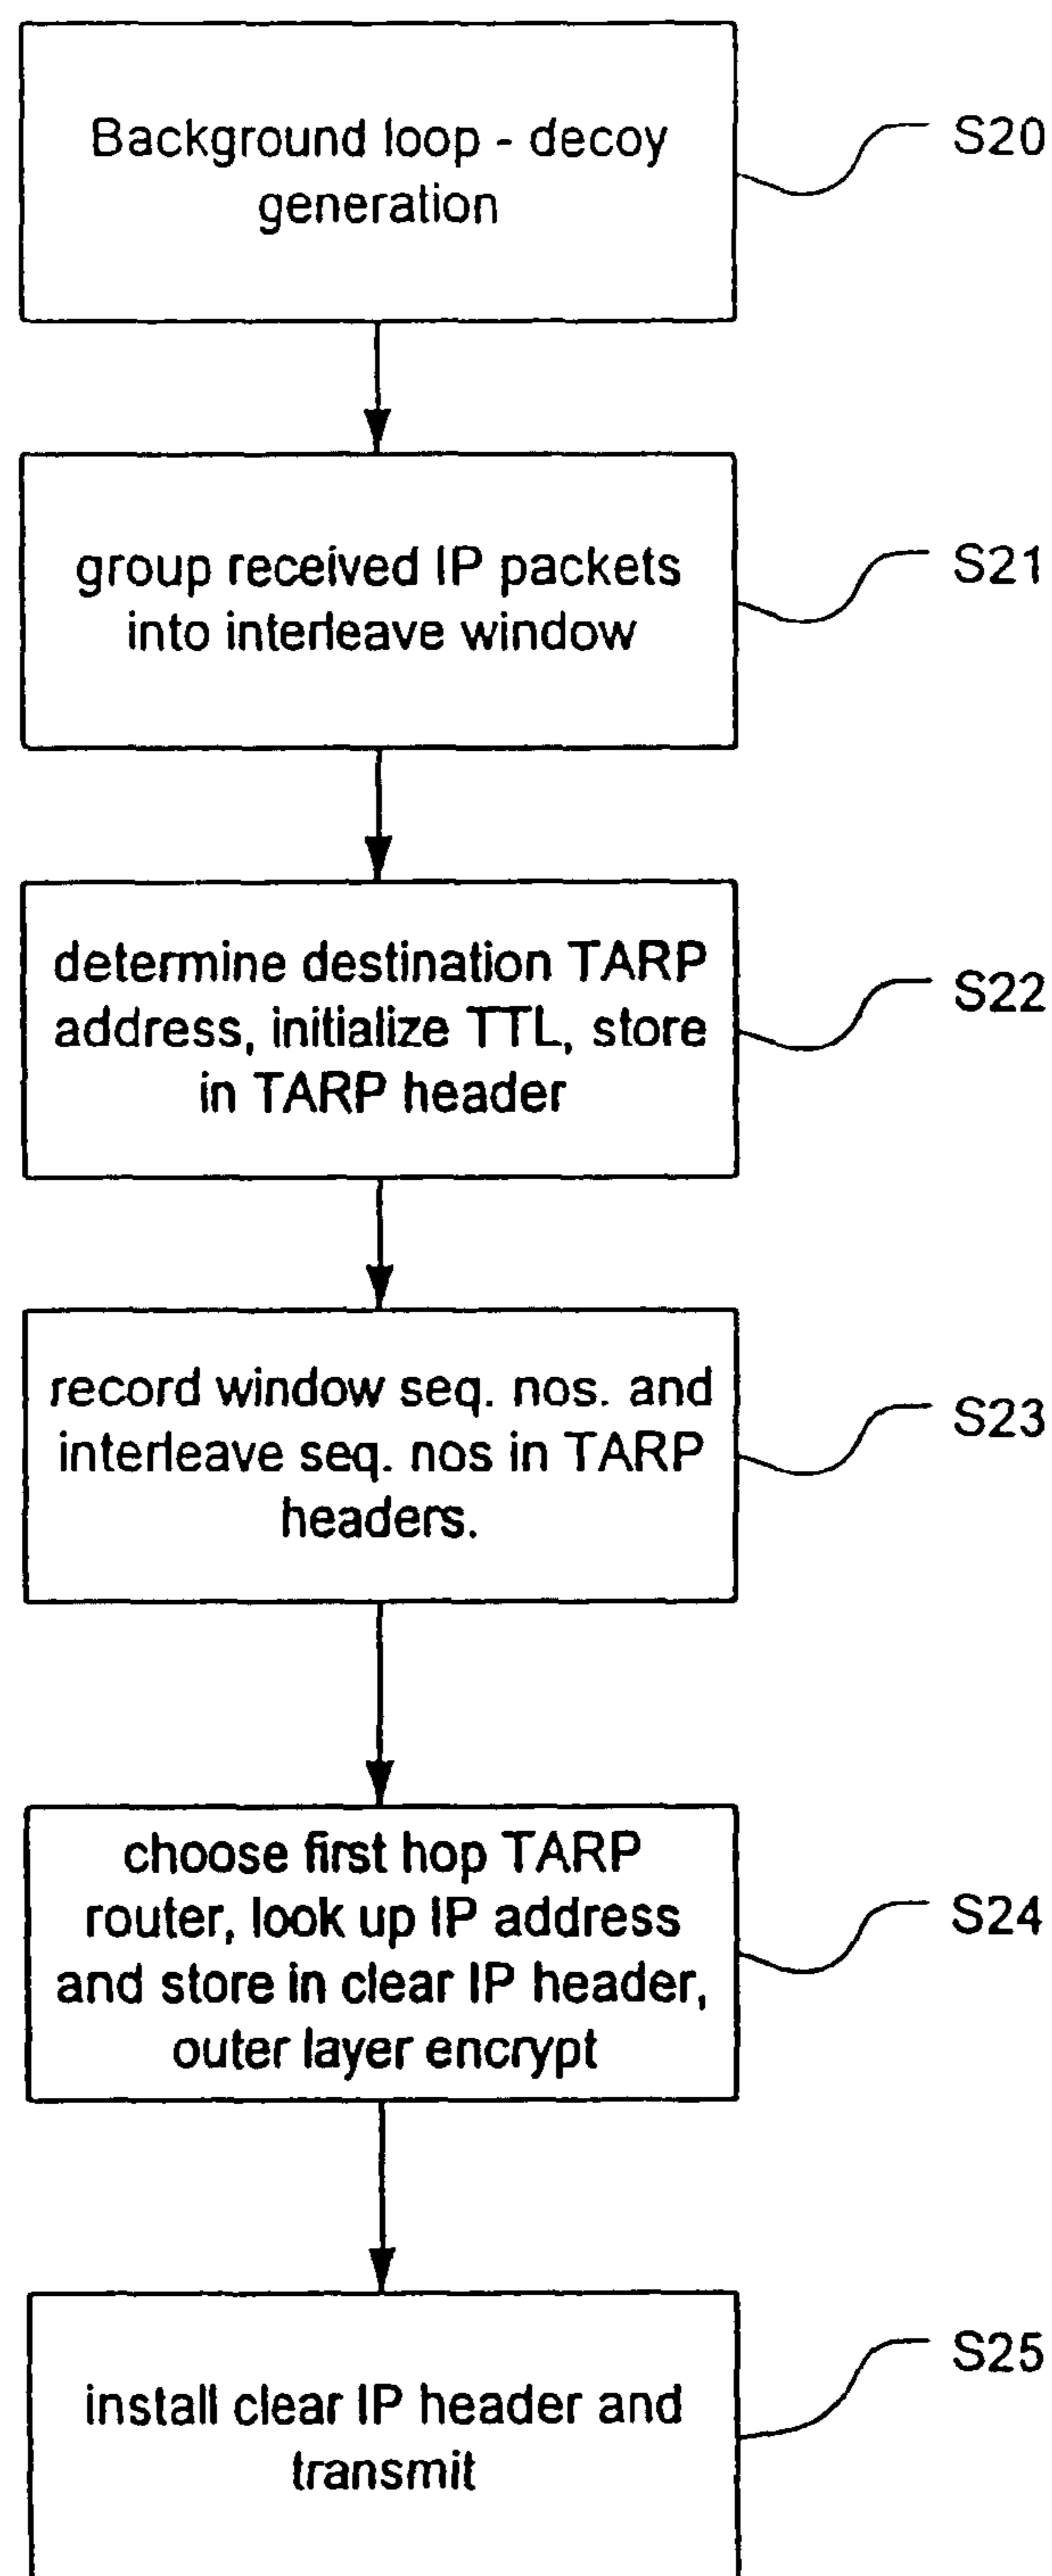 Background loop - decoy
generation
S20
group received IP packets
into interleave window
S21
determine destination TARP
address, initialize TTL, store
in TARP header
S22
record window seq. nos. and
interleave seq. nos in TARP
headers.
S23
choose first hop TARP
router, look up IP address
and store in clear IP header,
outer layer encrypt
S24
install clear IP header and
transmit
S25